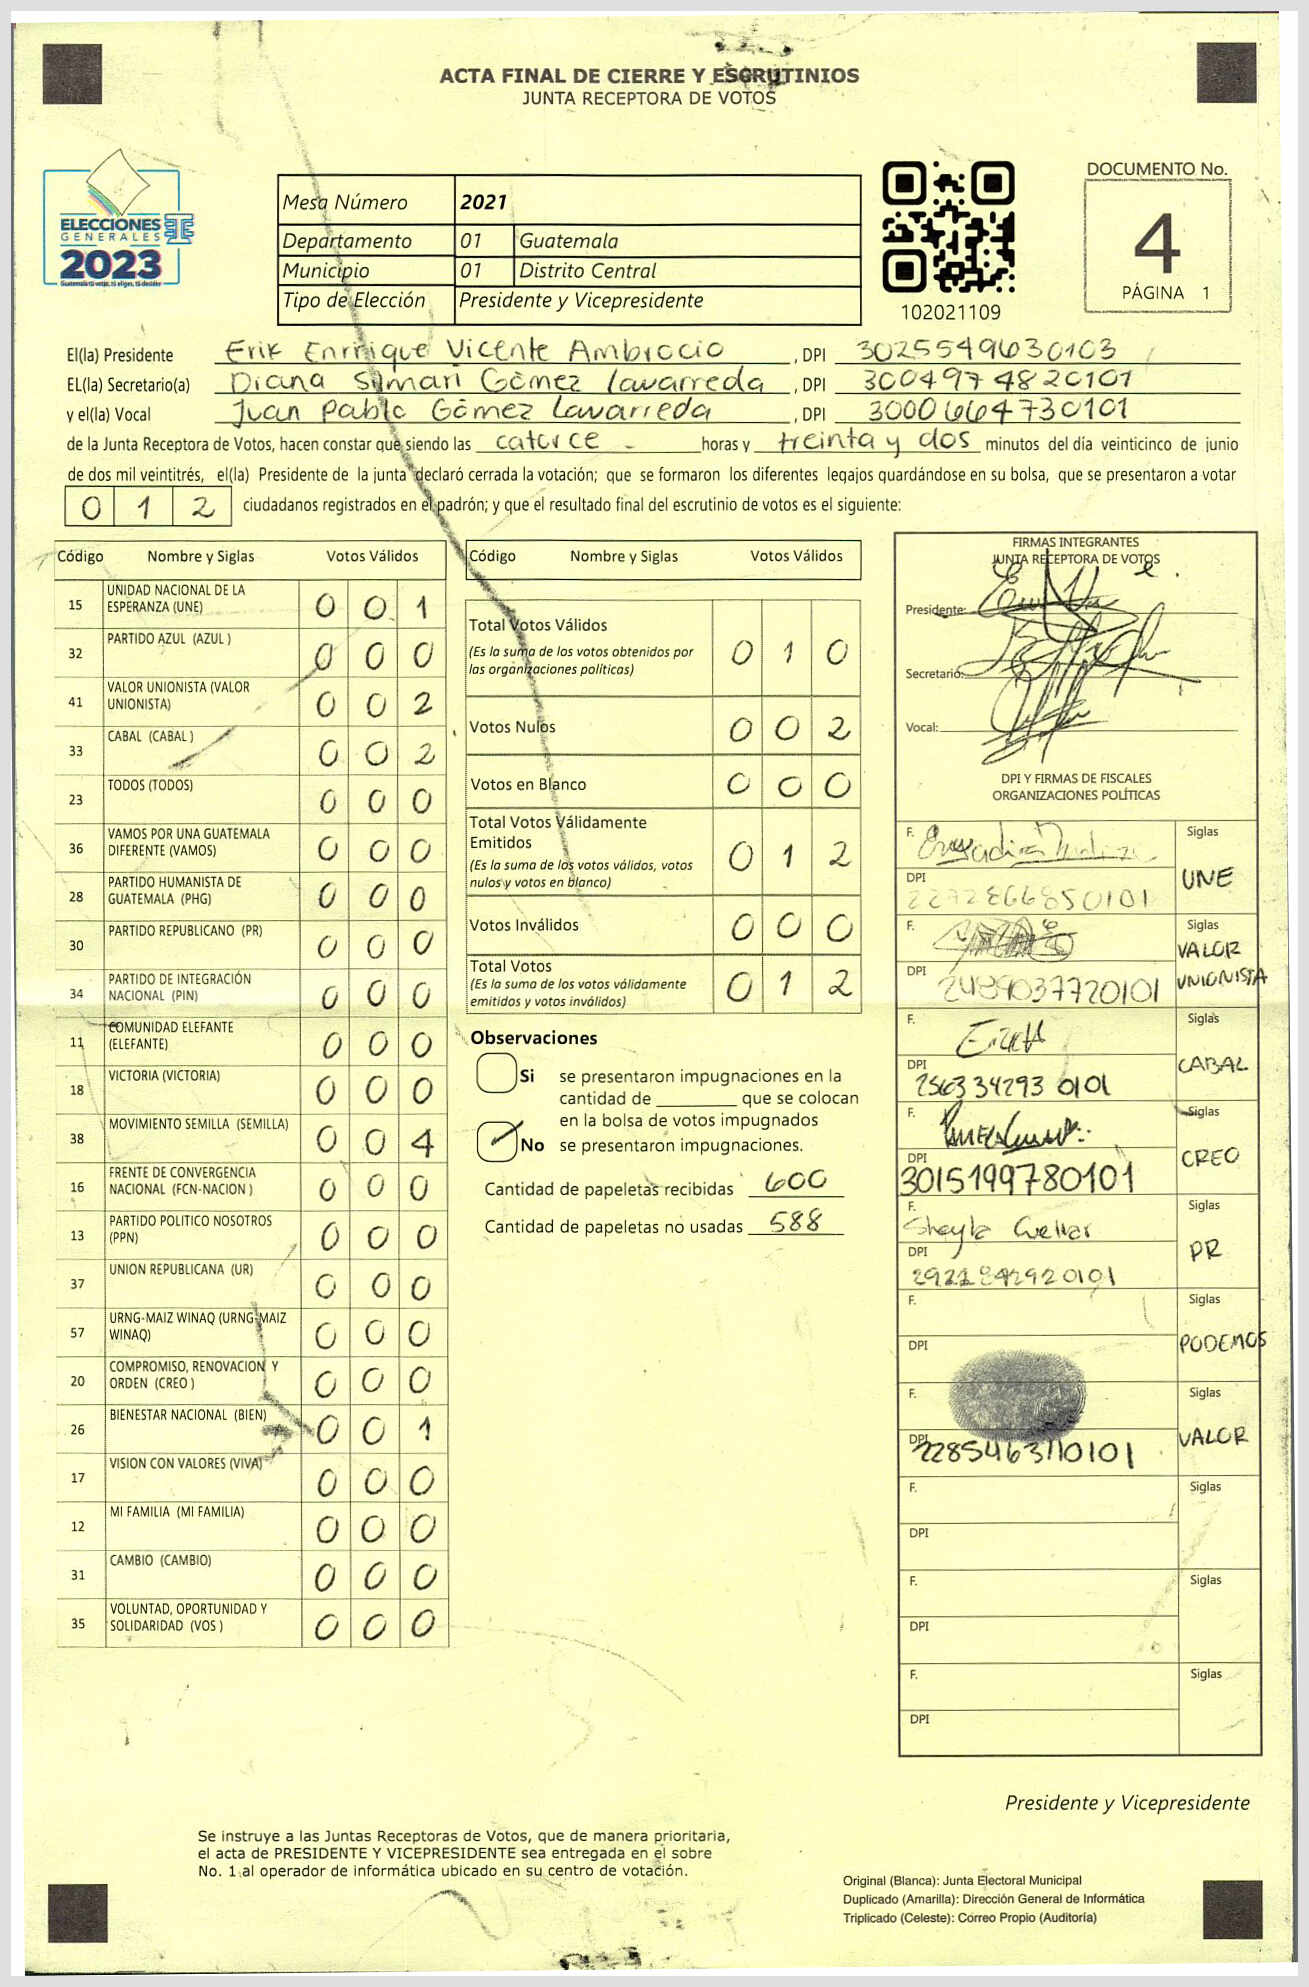 ACTA FINAL DE CIERRE Y ESCRUTINIOS
JUNTA RECEPTORA DE VOTOS
ELECCIONES
GENERALES
2023
Guatemala tú votas, tú eliges, tú decides
Mesa Número 2021
Departamento 01 Guatemala
Municipio 01 Distrito Central
Tipo de Elección Presidente y Vicepresidente
102021109
DOCUMENTO No.
4
PÁGINA 1
El(la) Presidente Erik Enrrique Vicente Ambrocio , DPI 3025549630103
EL(la) Secretario(a) Diana Silmari Gómez Lavarreda , DPI 3004974820101
y el(la) Vocal Juan Pablo Gómez Lavarreda , DPI 3000664730101
de la Junta Receptora de Votos, hacen constar que siendo las catorce - horas y treinta y dos minutos del día veinticinco de junio
de dos mil veintitrés, el(la) Presidente de la junta declaró cerrada la votación; que se formaron los diferentes legajos guardándose en su bolsa, que se presentaron a votar
0 1 2 ciudadanos registrados en el padrón; y que el resultado final del escrutinio de votos es el siguiente:
Código Nombre y Siglas Votos Válidos
15 UNIDAD NACIONAL DE LA
ESPERANZA (UNE) 0 0 1
32 PARTIDO AZUL (AZUL ) 0 0 0
41 VALOR UNIONISTA (VALOR
UNIONISTA) 0 0 2
33 CABAL (CABAL ) 0 0 2
23 TODOS (TODOS) 0 0 0
36 VAMOS POR UNA GUATEMALA
DIFERENTE (VAMOS) 0 0 0
28 PARTIDO HUMANISTA DE
GUATEMALA (PHG) 0 0 0
30 PARTIDO REPUBLICANO (PR) 0 0 0
34 PARTIDO DE INTEGRACIÓN
NACIONAL (PIN) 0 0 0
11 COMUNIDAD ELEFANTE
(ELEFANTE) 0 0 0
18 VICTORIA (VICTORIA) 0 0 0
38 MOVIMIENTO SEMILLA (SEMILLA) 0 0 4
16 FRENTE DE CONVERGENCIA
NACIONAL (FCN-NACION ) 0 0 0
13 PARTIDO POLITICO NOSOTROS
(PPN) 0 0 0
37 UNION REPUBLICANA (UR) 0 0 0
57 URNG-MAIZ WINAQ (URNG-MAIZ
WINAQ) 0 0 0
20 COMPROMISO, RENOVACION Y
ORDEN (CREO ) 0 0 0
26 BIENESTAR NACIONAL (BIEN) 0 0 1
17 VISION CON VALORES (VIVA) 0 0 0
12 MI FAMILIA (MI FAMILIA) 0 0 0
31 CAMBIO (CAMBIO) 0 0 0
35 VOLUNTAD, OPORTUNIDAD Y
SOLIDARIDAD (VOS ) 0 0 0
Código Nombre y Siglas Votos Válidos
Total Votos Válidos
(Es la suma de los votos obtenidos por
las organizaciones políticas) 0 1 0
Votos Nulos 0 0 2
Votos en Blanco 0 0 0
Total Votos Válidamente
Emitidos
(Es la suma de los votos válidos, votos
nulos y votos en blanco) 0 1 2
Votos Inválidos 0 0 0
Total Votos
(Es la suma de los votos válidamente
emitidos y votos inválidos) 0 1 2
Observaciones
Si se presentaron impugnaciones en la
cantidad de ________ que se colocan
en la bolsa de votos impugnados
No se presentaron impugnaciones.
Cantidad de papeletas recibidas 600
Cantidad de papeletas no usadas 588
FIRMAS INTEGRANTES
JUNTA RECEPTORA DE VOTOS
Presidente:
Secretario:
Vocal:
DPI Y FIRMAS DE FISCALES
ORGANIZACIONES POLÍTICAS
F. Siglas
UNE
DPI
2272866850101
F. Siglas
VALOR
UNIONISTA
DPI
2489037720101
F. Siglas
CABAL
DPI
2563342930101
F. Siglas
CREO
DPI
3015199780101
F. Siglas
Sheyla Cuellar
PR
DPI
F. Siglas
PODEMOS
DPI
F. Siglas
VALOR
DPI
2285463110101
F. Siglas
DPI
F. Siglas
DPI
F. Siglas
DPI
Presidente y Vicepresidente
Se instruye a las Juntas Receptoras de Votos, que de manera prioritaria,
el acta de PRESIDENTE Y VICEPRESIDENTE sea entregada en el sobre
No. 1 al operador de informática ubicado en su centro de votación.
Original (Blanca): Junta Electoral Municipal
Duplicado (Amarilla): Dirección General de Informática
Triplicado (Celeste): Correo Propio (Auditoría)